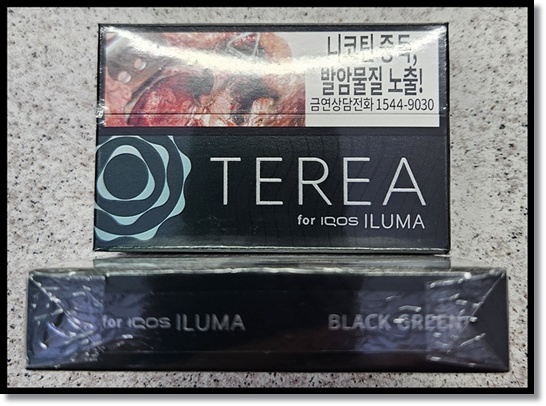 니코틴 중독,
발암물질 노출!
금연상담전화 1544-9030
TEREA
for IQOS ILUMA
for IQOS ILUMA BLACK GREEN